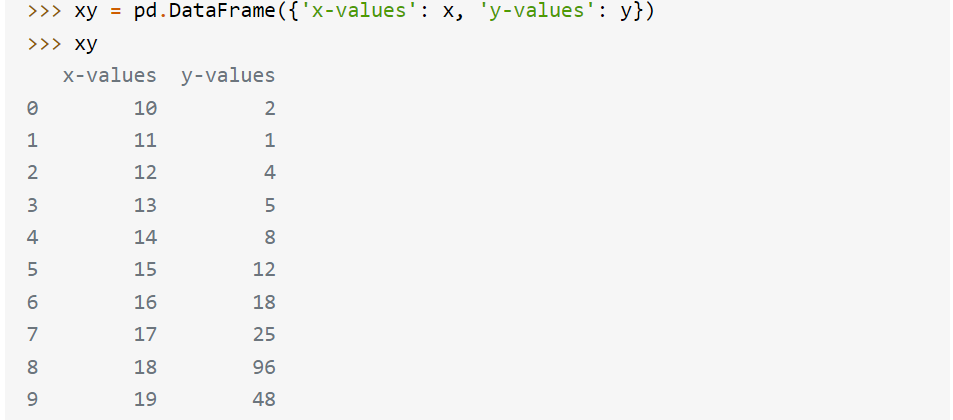 >>> xy = pd.DataFrame({'x-values': x, 'y-values': y})
>>> xy
   x-values  y-values
0        10         2
1        11         1
2        12         4
3        13         5
4        14         8
5        15        12
6        16        18
7        17        25
8        18        96
9        19        48